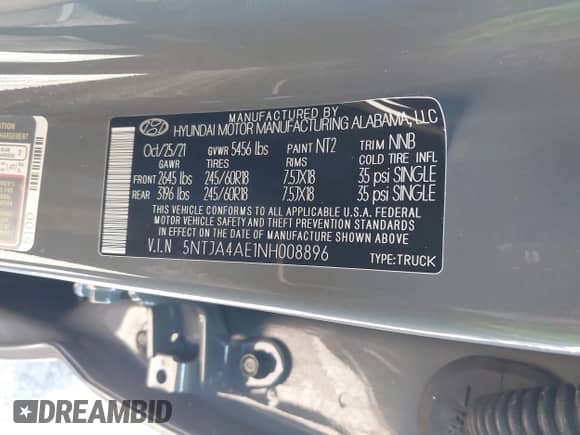 MANUFACTURED BY
HYUNDAI MOTOR MANUFACTURING ALABAMA, LLC
Oct/25/21 GVWR 5456 lbs PAINT NT2 TRIM NNB
GAWR TIRES RIMS COLD TIRE INFL
FRONT 2645 lbs 245/60R18 7.5JX18 35 psi SINGLE
REAR 3196 lbs 245/60R18 7.5JX18 35 psi SINGLE
THIS VEHICLE CONFORMS TO ALL APPLICABLE U.S.A. FEDERAL
MOTOR VEHICLE SAFETY AND THEFT PREVENTION STANDARDS
IN EFFECT ON THE DATE OF MANUFACTURE SHOWN ABOVE.
V.I.N 5NTJA4AE1NH008896
TYPE:TRUCK
DREAMBID